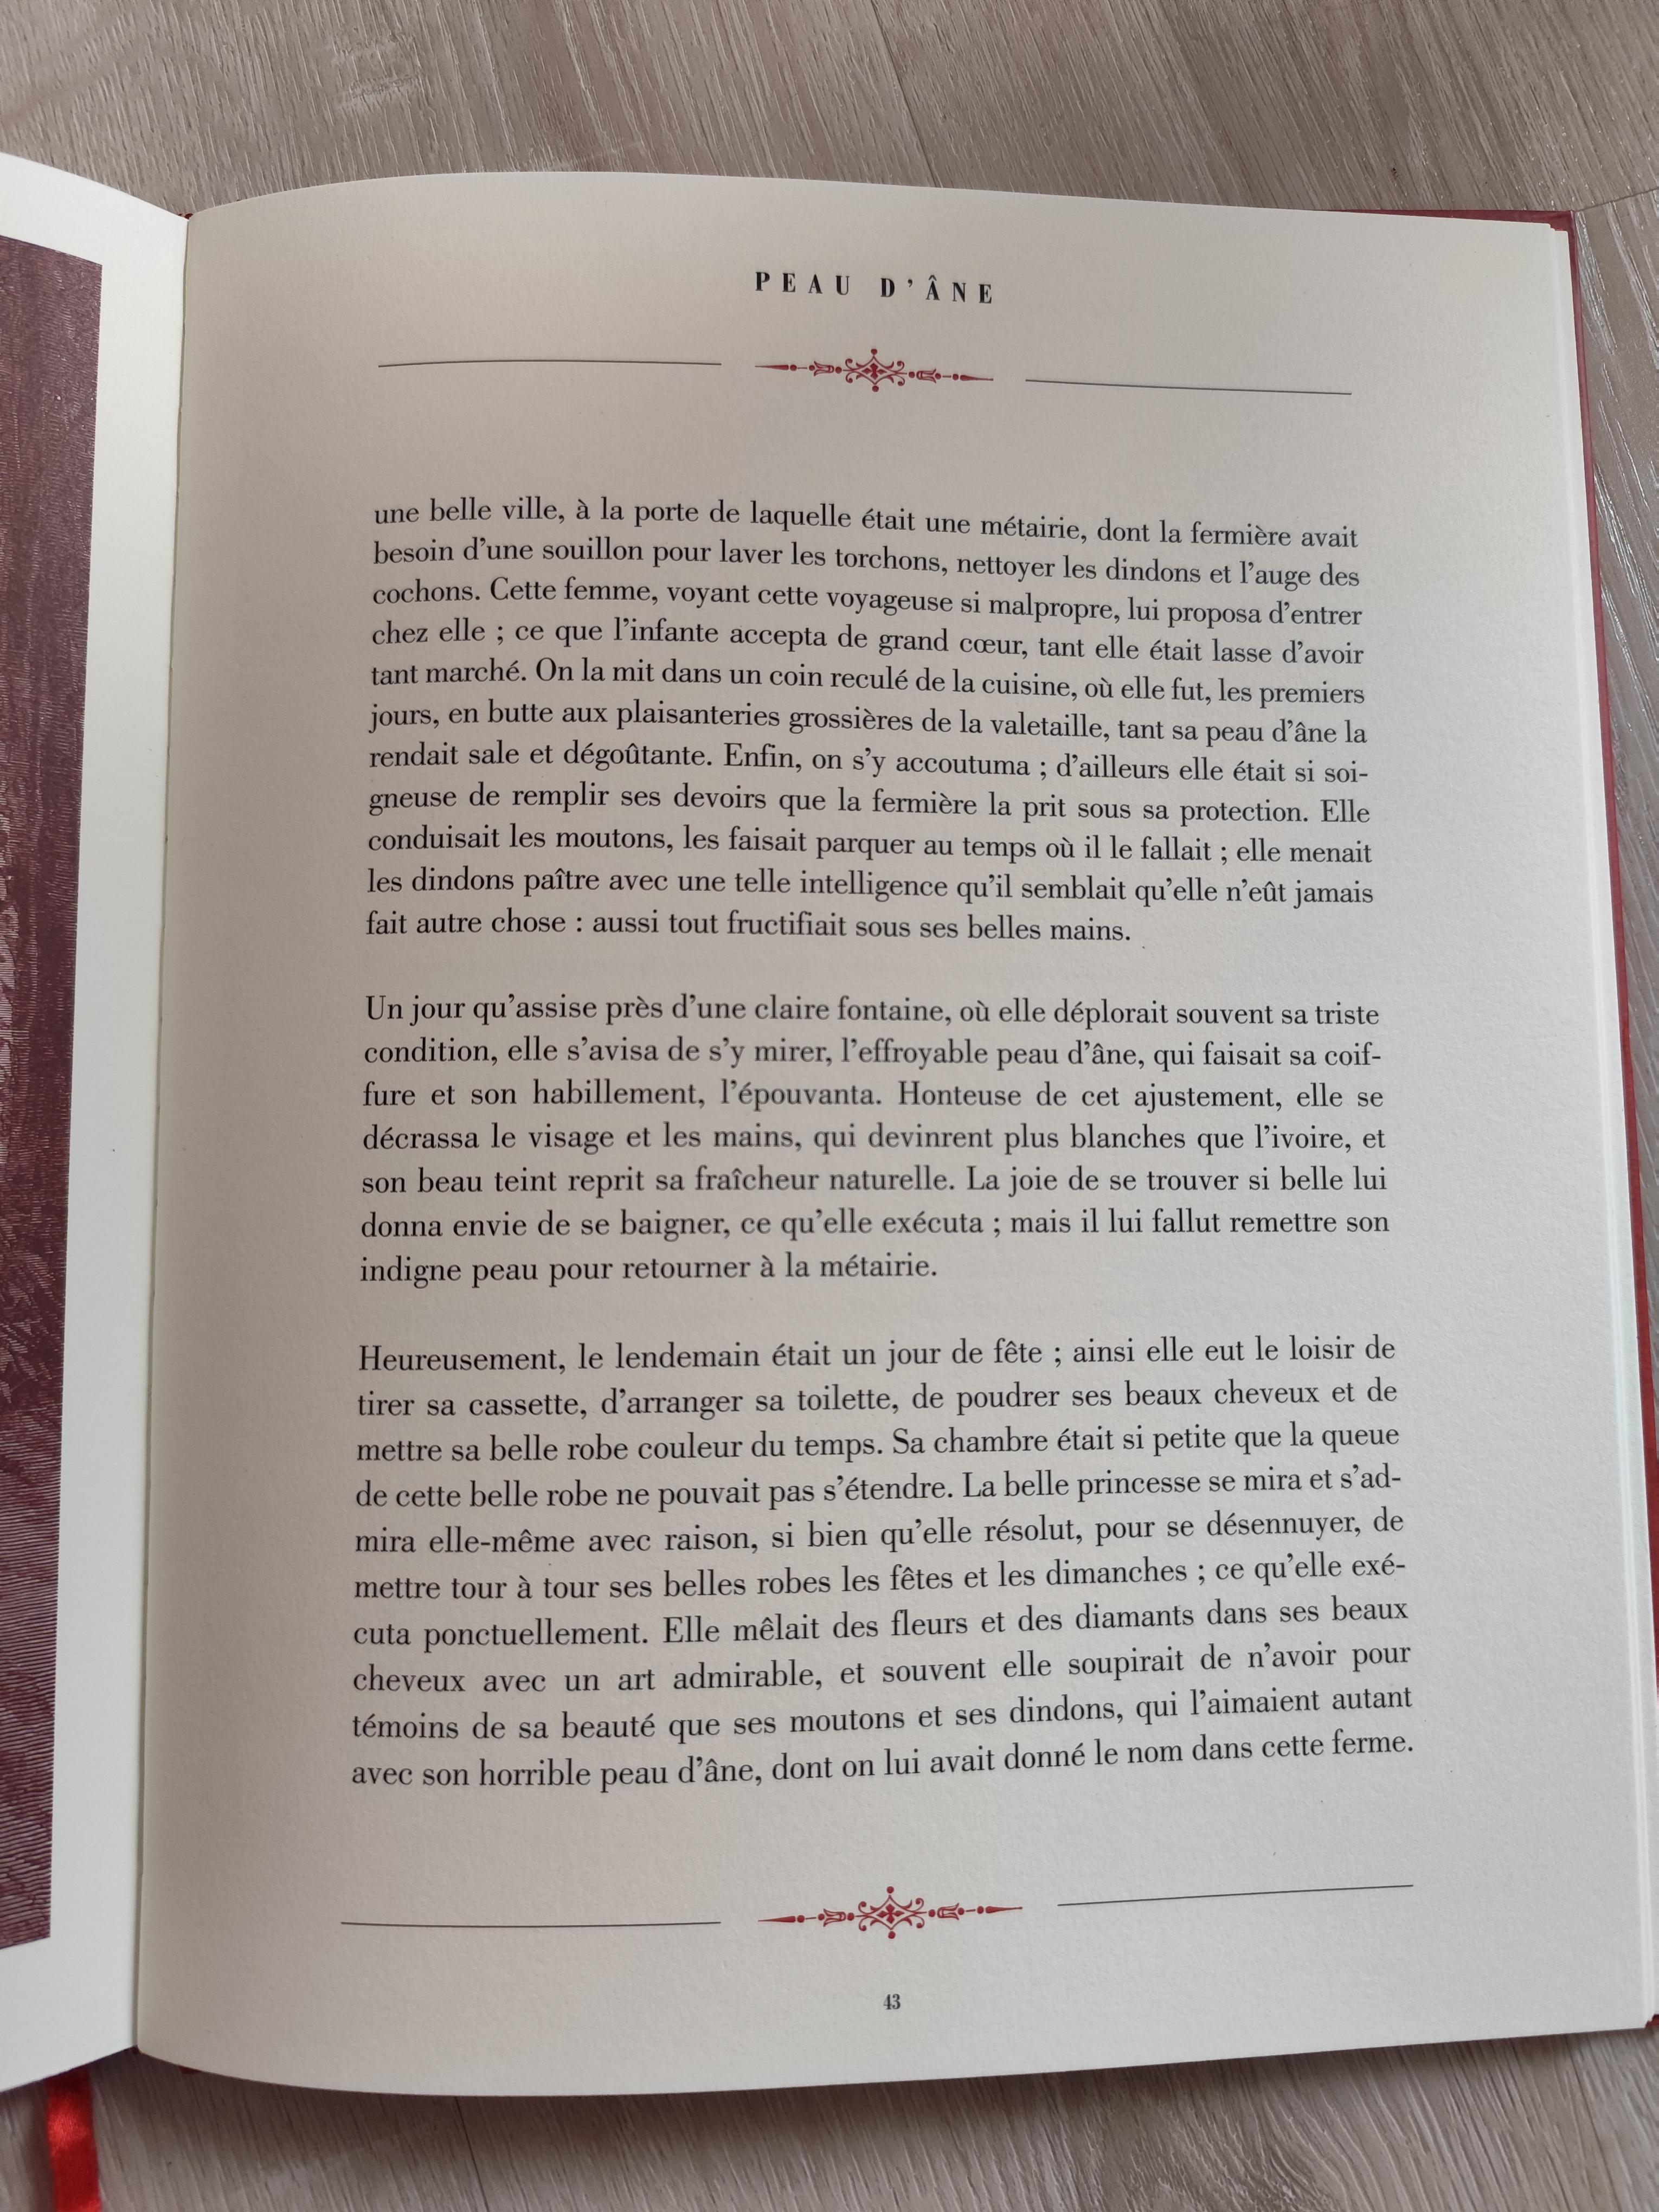 PEAU D'ÂNE
une belle ville, à la porte de laquelle était une métairie, dont la fermière avait
besoin d'une souillon pour laver les torchons, nettoyer les dindons et l'auge des
cochons. Cette femme, voyant cette voyageuse si malpropre, lui proposa d'entrer
chez elle ; ce que l'infante accepta de grand cœur, tant elle était lasse d'avoir
tant marché. On la mit dans un coin reculé de la cuisine, où elle fut, les premiers
jours, en butte aux plaisanteries grossières de la valetaille, tant sa peau d'âne la
rendait sale et dégoûtante. Enfin, on s'y accoutuma ; d'ailleurs elle était si soi-
gneuse de remplir ses devoirs que la fermière la prit sous sa protection. Elle
conduisait les moutons, les faisait parquer au temps où il le fallait ; elle menait
les dindons paître avec une telle intelligence qu'il semblait qu'elle n'eût jamais
fait autre chose : aussi tout fructifiait sous ses belles mains.
Un jour qu'assise près d'une claire fontaine, où elle déplorait souvent sa triste
condition, elle s'avisa de s'y mirer, l'effroyable peau d'âne, qui faisait sa coif-
fure et son habillement, l'épouvanta. Honteuse de cet ajustement, elle se
décrassa le visage et les mains, qui devinrent plus blanches que l'ivoire, et
son beau teint reprit sa fraîcheur naturelle. La joie de se trouver si belle lui
donna envie de se baigner, ce qu'elle exécuta ; mais il lui fallut remettre son
indigne peau pour retourner à la métairie.
Heureusement, le lendemain était un jour de fête ; ainsi elle eut le loisir de
tirer sa cassette, d'arranger sa toilette, de poudrer ses beaux cheveux et de
mettre sa belle robe couleur du temps. Sa chambre était si petite que la queue
de cette belle robe ne pouvait pas s'étendre. La belle princesse se mira et s'ad-
mira elle-même avec raison, si bien qu'elle résolut, pour se désennuyer, de
mettre tour à tour ses belles robes les fêtes et les dimanches ; ce qu'elle exé-
cuta ponctuellement. Elle mêlait des fleurs et des diamants dans ses beaux
cheveux avec un art admirable, et souvent elle soupirait de n'avoir pour
témoins de sa beauté que ses moutons et ses dindons, qui l'aimaient autant
avec son horrible peau d'âne, dont on lui avait donné le nom dans cette ferme.
43